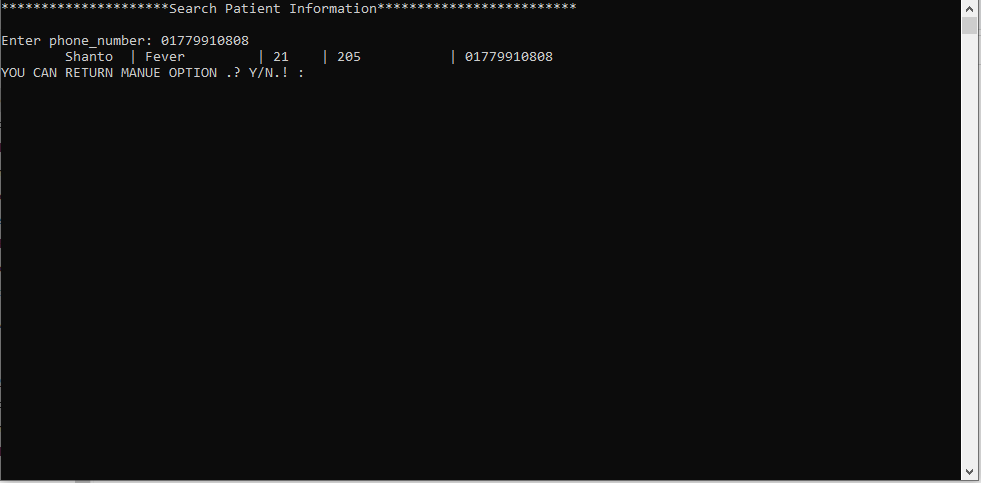 *********************Search Patient Information*************************
Enter phone_number: 01779910808
Shanto | Fever | 21 | 205 | 01779910808
YOU CAN RETURN MANUE OPTION .? Y/N.! :